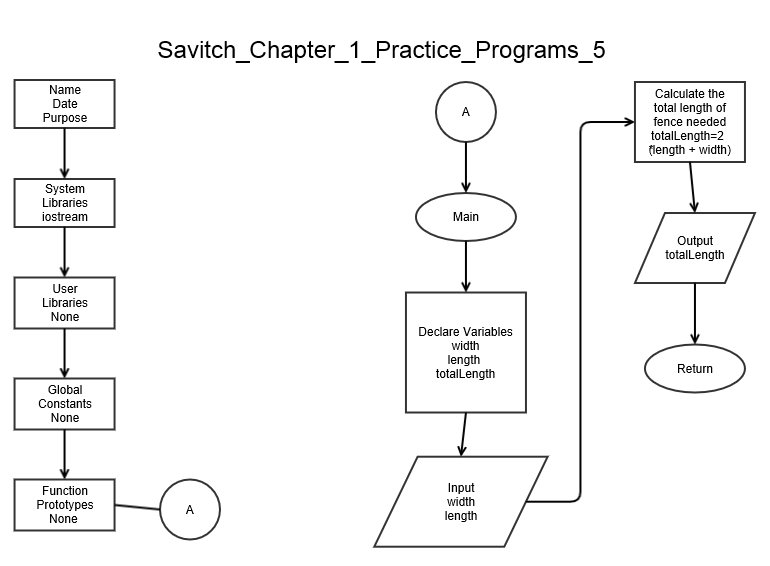 Savitch_Chapter_1_Practice_Programs_5
Name
Date
Purpose
System
Libraries
iostream
User
Libraries
None
Global
Constants
None
Function
Prototypes
None
A
A
Main
Declare Variables
width
length
totalLength
Input
width
length
Calculate the
total length of
fence needed
totalLength=2
*(length + width)
Output
totalLength
Return